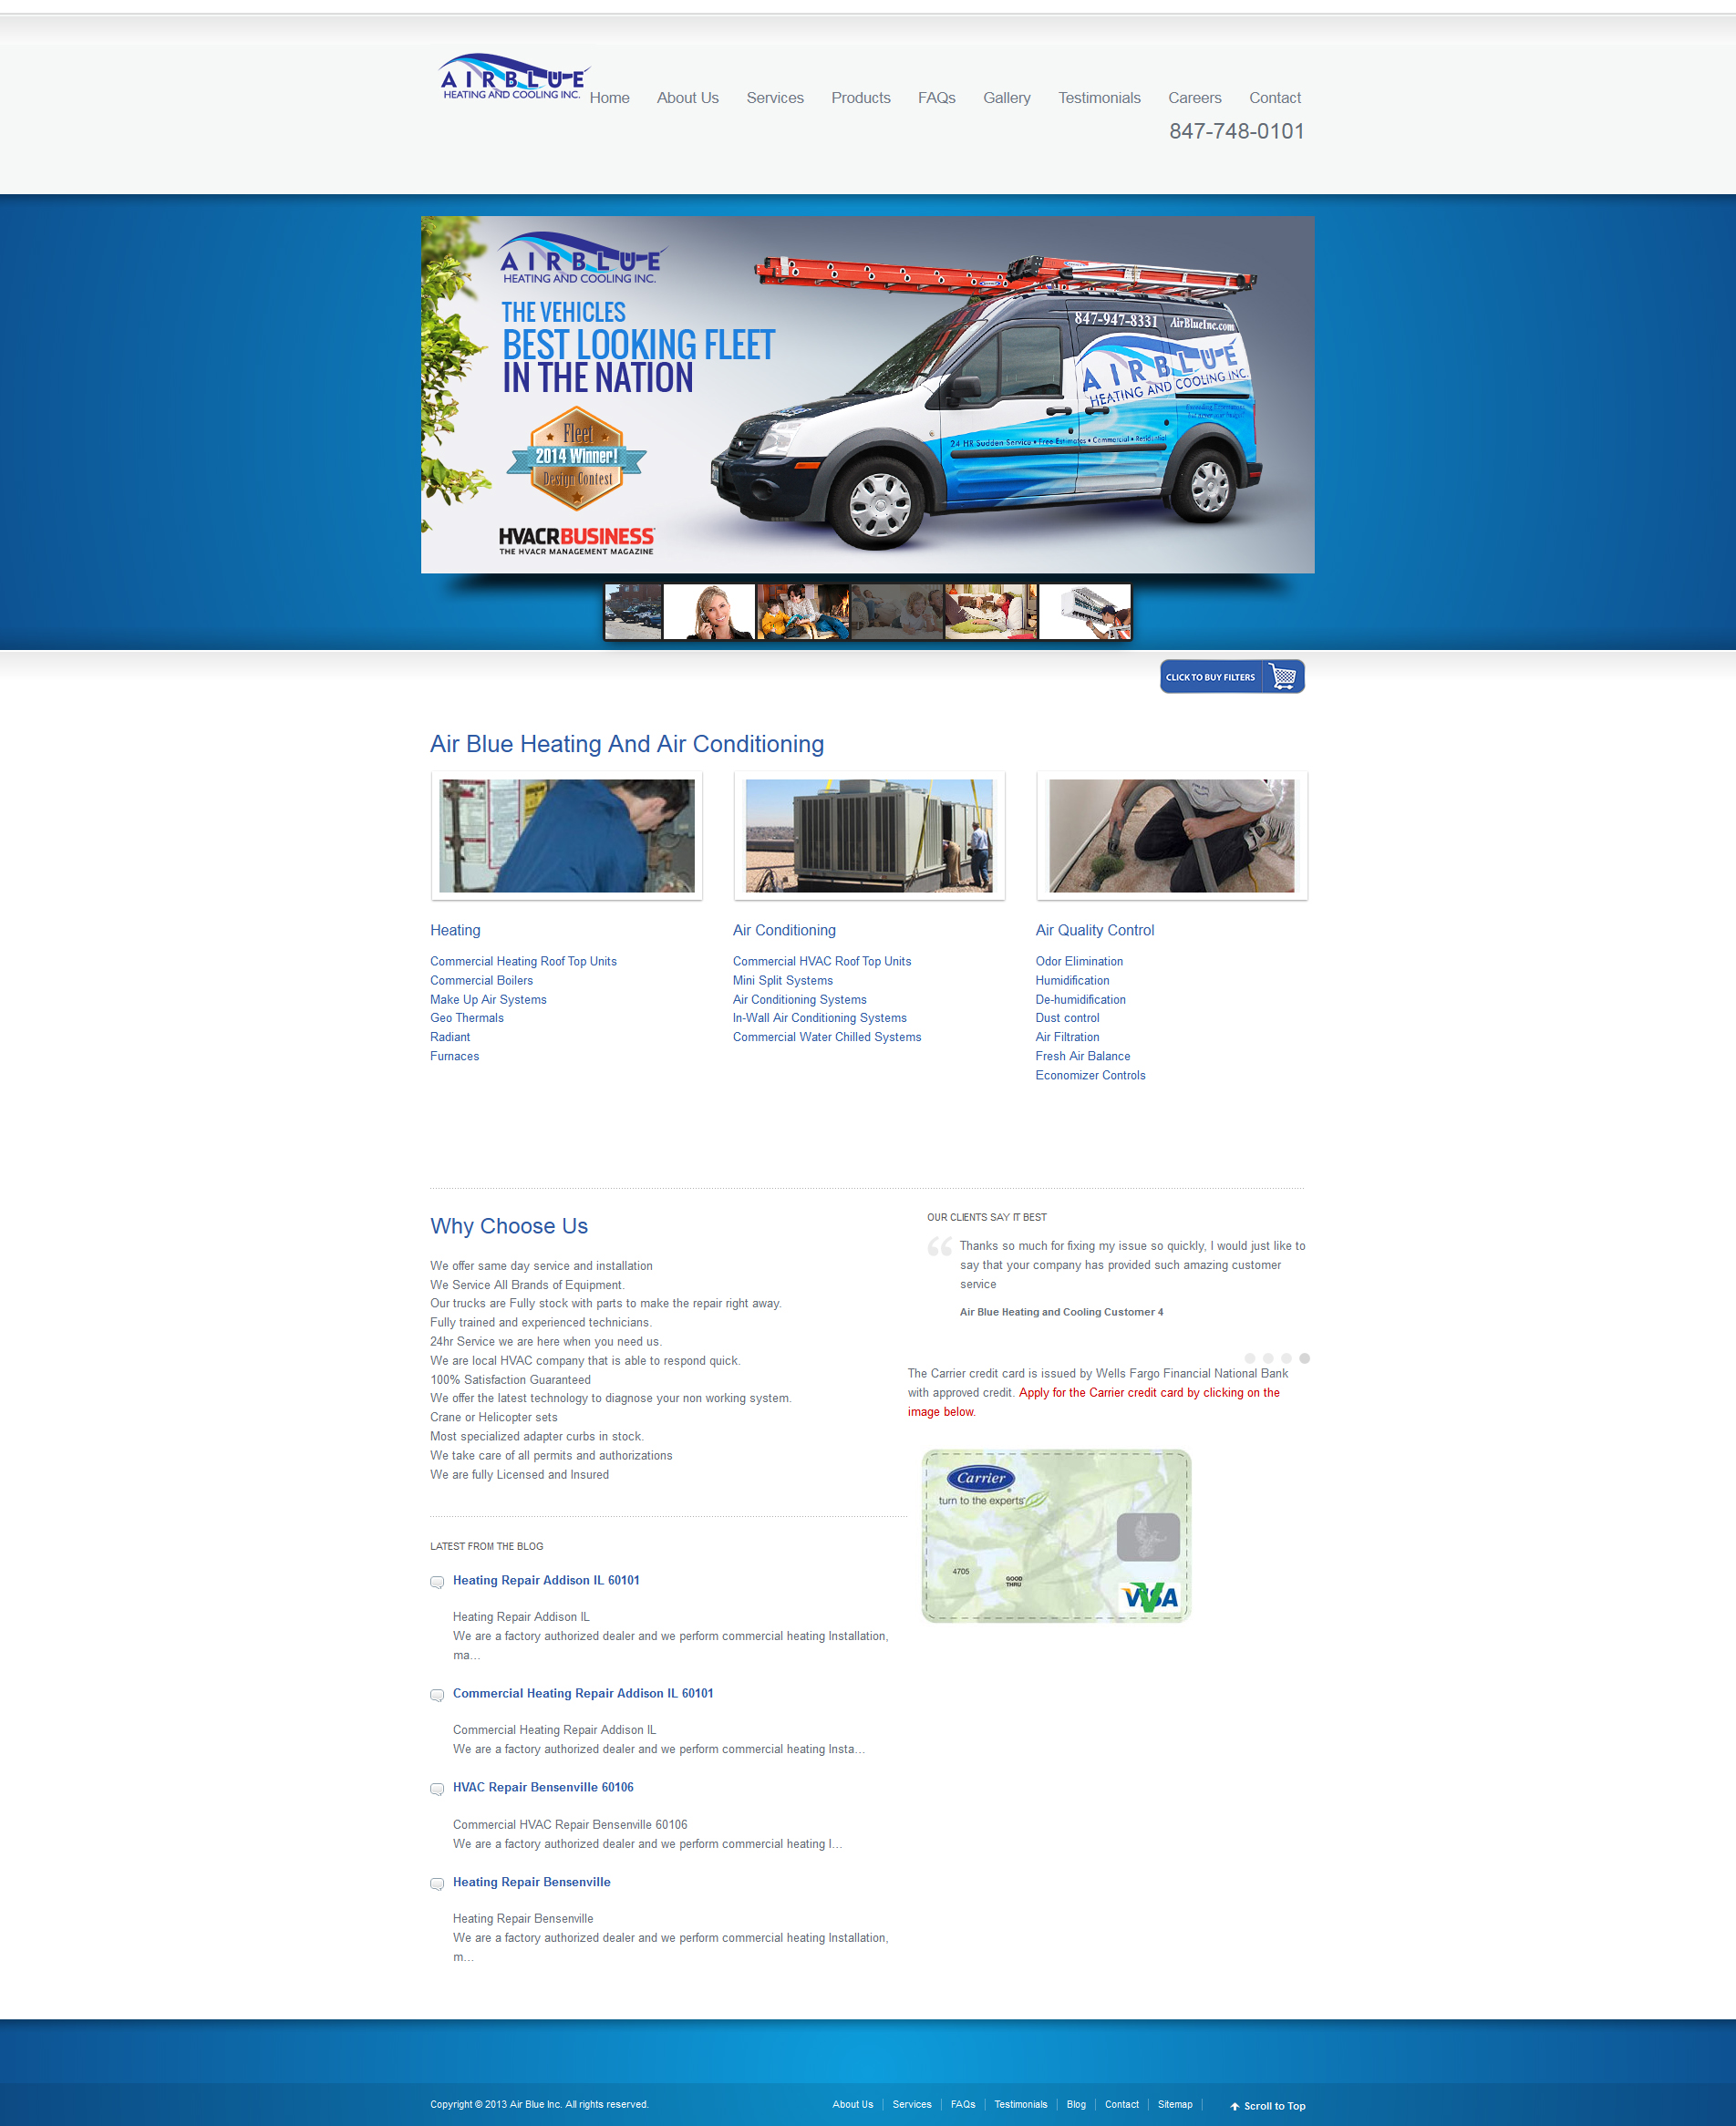 AIRBLUE
HEATING AND COOLING INC.
Home About Us Services Products FAQs Gallery Testimonials Careers Contact
847-748-0101
AIRBLUE
HEATING AND COOLING INC.
THE VEHICLES
BEST LOOKING FLEET
IN THE NATION
Fleet
2014 Winner!
Design Contest
HVACRBUSINESS
THE HVACR MANAGEMENT MAGAZINE
847-947-8331 AirBlueInc.com
AIRBLUE
HEATING AND COOLING INC.
24 HR Sudden Service • Free Estimates • Commercial • Residential
CLICK TO BUY FILTERS
Air Blue Heating And Air Conditioning
Heating
Commercial Heating Roof Top Units
Commercial Boilers
Make Up Air Systems
Geo Thermals
Radiant
Furnaces
Air Conditioning
Commercial HVAC Roof Top Units
Mini Split Systems
Air Conditioning Systems
In-Wall Air Conditioning Systems
Commercial Water Chilled Systems
Air Quality Control
Odor Elimination
Humidification
De-humidification
Dust control
Air Filtration
Fresh Air Balance
Economizer Controls
Why Choose Us
We offer same day service and installation
We Service All Brands of Equipment.
Our trucks are Fully stock with parts to make the repair right away.
Fully trained and experienced technicians.
24hr Service we are here when you need us.
We are local HVAC company that is able to respond quick.
100% Satisfaction Guaranteed
We offer the latest technology to diagnose your non working system.
Crane or Helicopter sets
Most specialized adapter curbs in stock.
We take care of all permits and authorizations
We are fully Licensed and Insured
OUR CLIENTS SAY IT BEST
Thanks so much for fixing my issue so quickly, I would just like to
say that your company has provided such amazing customer
service
Air Blue Heating and Cooling Customer 4
The Carrier credit card is issued by Wells Fargo Financial National Bank
with approved credit. Apply for the Carrier credit card by clicking on the
image below.
Carrier
turn to the experts
4705
GOOD
THRU
VISA
LATEST FROM THE BLOG
Heating Repair Addison IL 60101
Heating Repair Addison IL
We are a factory authorized dealer and we perform commercial heating Installation,
ma...
Commercial Heating Repair Addison IL 60101
Commercial Heating Repair Addison IL
We are a factory authorized dealer and we perform commercial heating Insta...
HVAC Repair Bensenville 60106
Commercial HVAC Repair Bensenville 60106
We are a factory authorized dealer and we perform commercial heating I...
Heating Repair Bensenville
Heating Repair Bensenville
We are a factory authorized dealer and we perform commercial heating Installation,
m...
Copyright © 2013 Air Blue Inc. All rights reserved.
About Us Services FAQs Testimonials Blog Contact Sitemap Scroll to Top